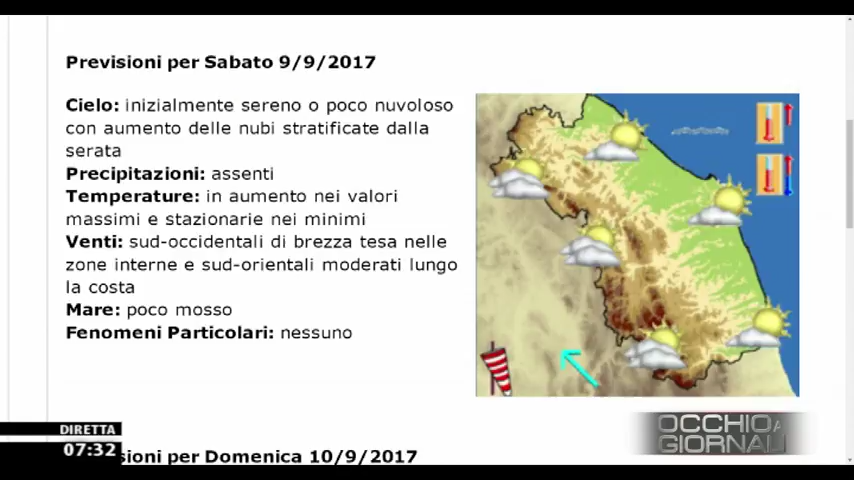 Previsioni per Sabato 9/9/2017
Cielo: inizialmente sereno o poco nuvoloso
con aumento delle nubi stratificate dalla
serata
Precipitazioni: assenti
Temperature: in aumento nei valori
massimi e stazionarie nei minimi
Venti: sud-occidentali di brezza tesa nelle
zone interne e sud-orientali moderati lungo
la costa
Mare: poco mosso
Fenomeni Particolari: nessuno
OCCHIO AI
GIORNALI
DIRETTA
07:32
sioni per Domenica 10/9/2017